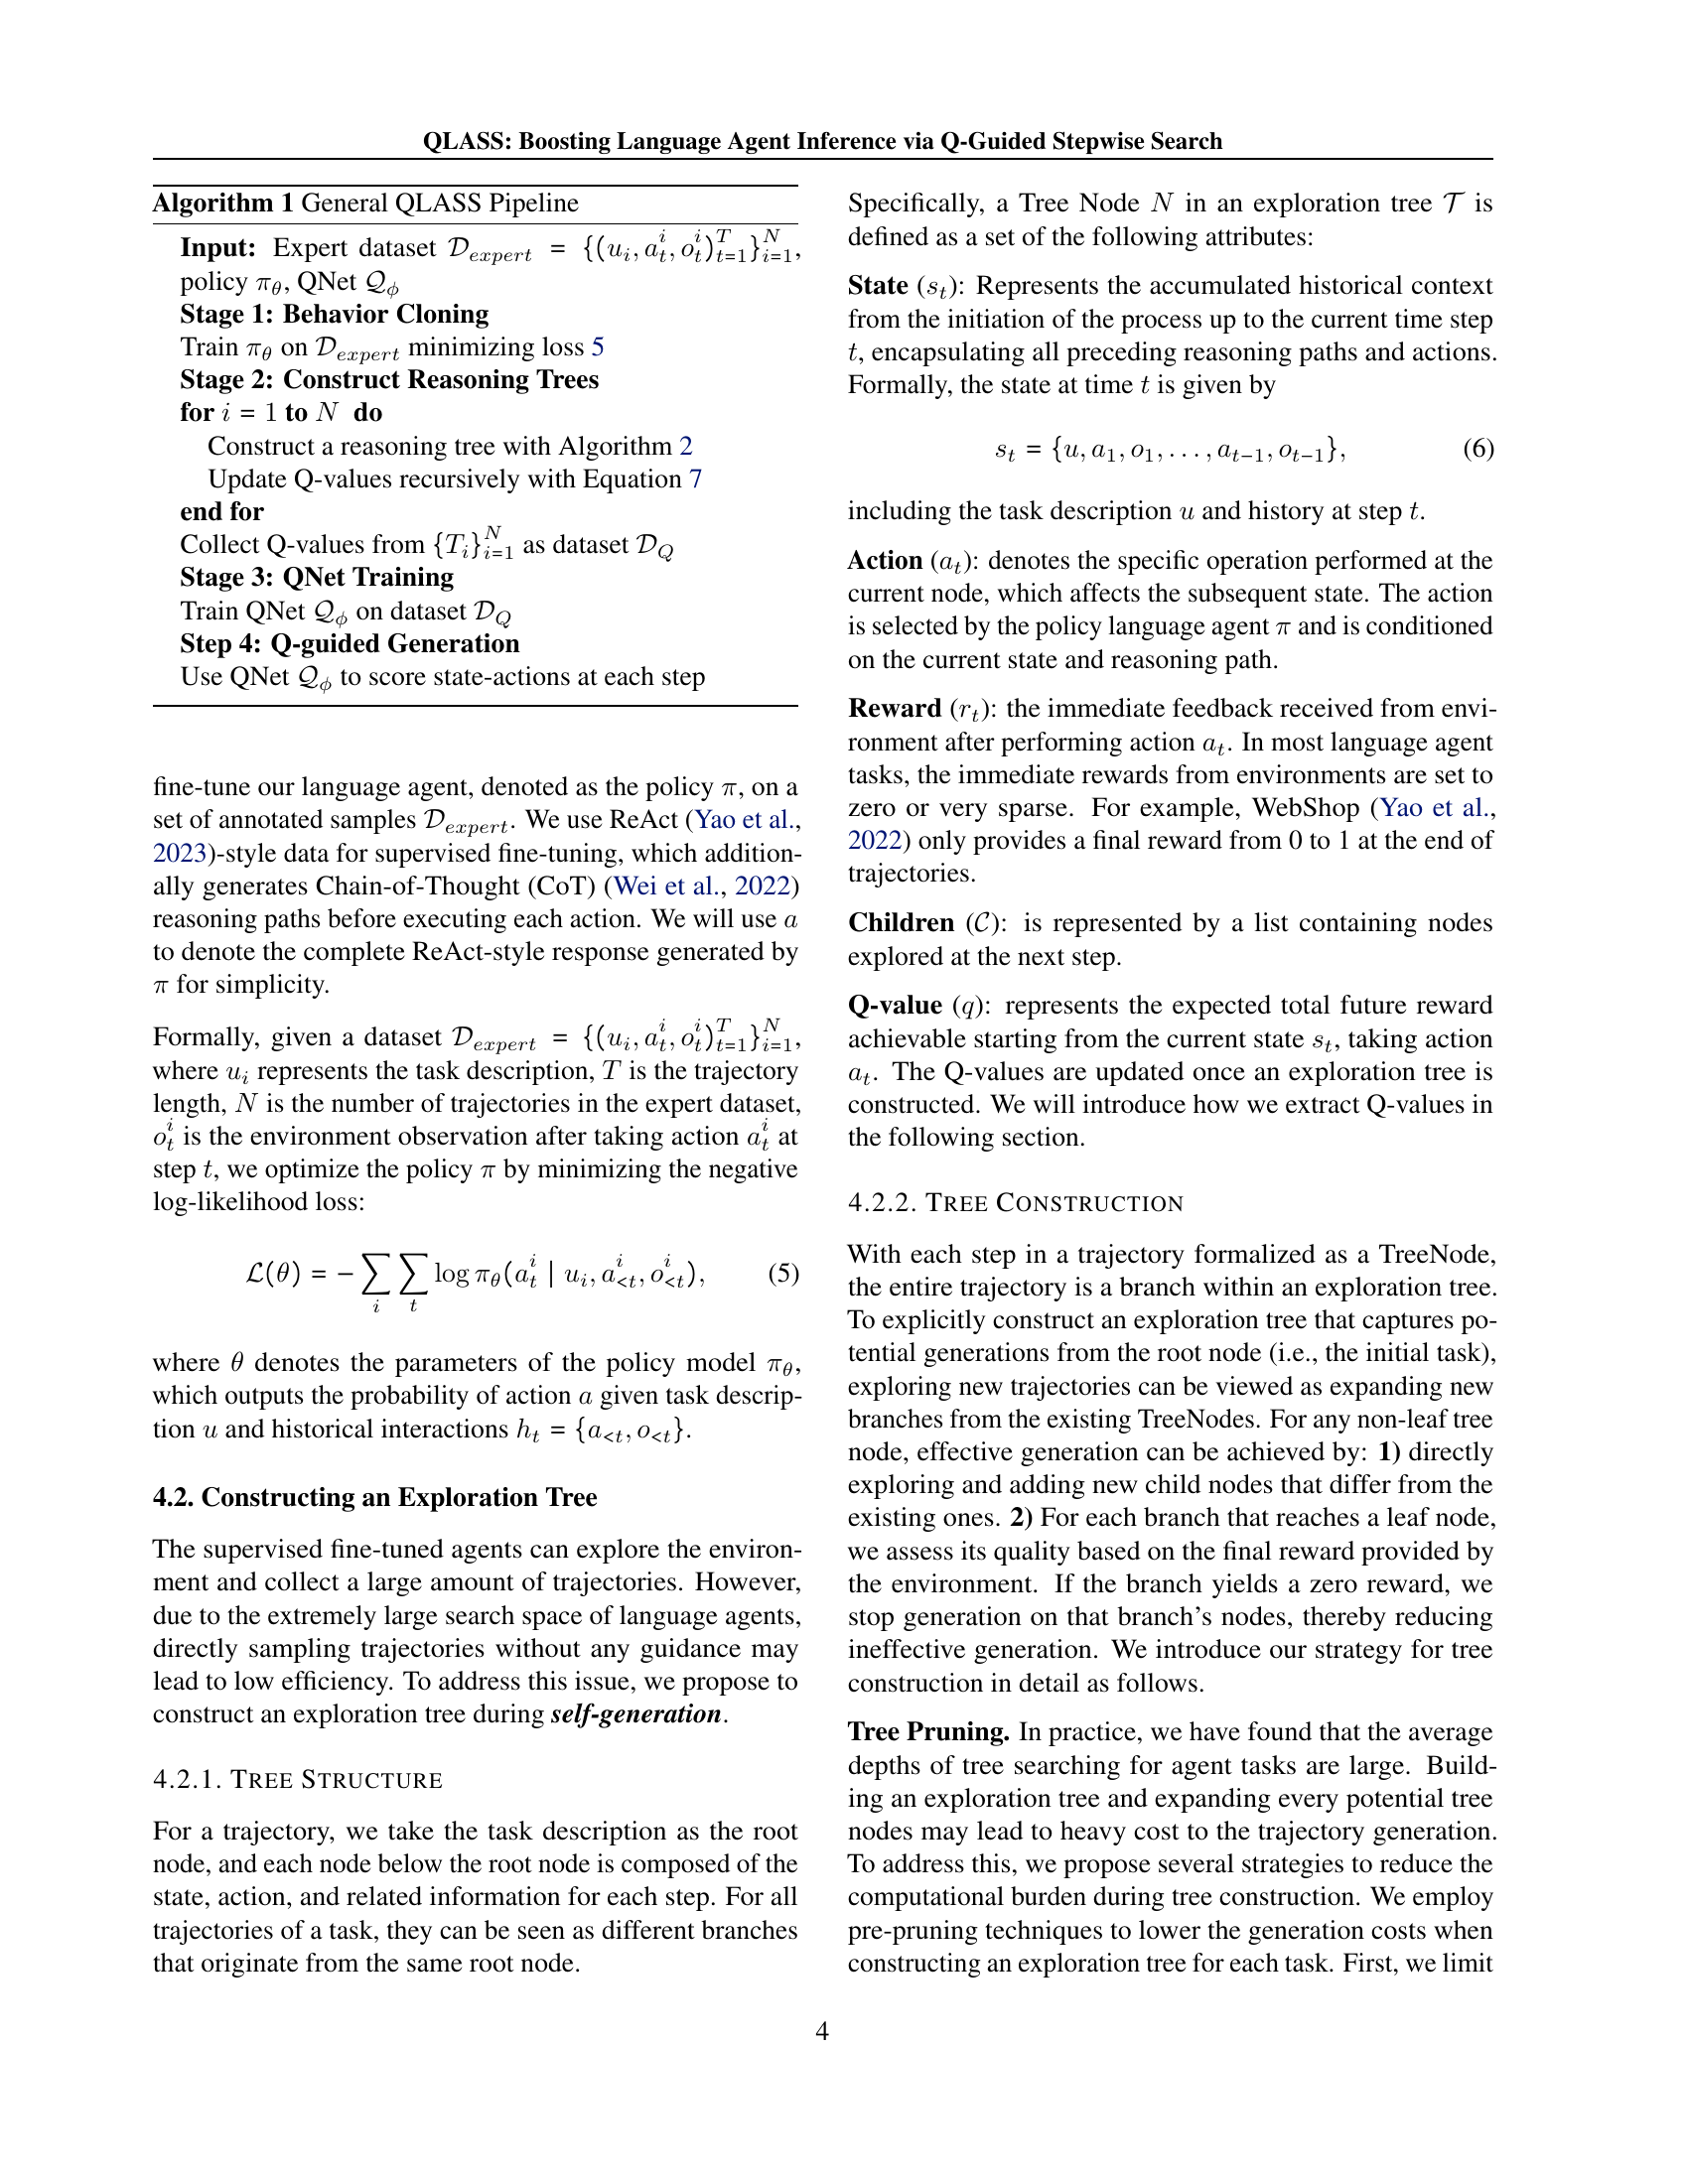 QLASS: Boosting Language Agent Inference via Q-Guided Stepwise Search
Algorithm 1 General QLASS Pipeline
Input: Expert dataset $\mathcal{D}_{expert} = \{(u_i, a_t^i, o_t^i)_{t=1}^T\}_{i=1}^N$,
policy $\pi_\theta$, QNet $\mathcal{Q}_\phi$
Stage 1: Behavior Cloning
Train $\pi_\theta$ on $\mathcal{D}_{expert}$ minimizing loss 5
Stage 2: Construct Reasoning Trees
for $i = 1$ to $N$ do
Construct a reasoning tree with Algorithm 2
Update Q-values recursively with Equation 7
end for
Collect Q-values from $\{T_i\}_{i=1}^N$ as dataset $\mathcal{D}_Q$
Stage 3: QNet Training
Train QNet $\mathcal{Q}_\phi$ on dataset $\mathcal{D}_Q$
Step 4: Q-guided Generation
Use QNet $\mathcal{Q}_\phi$ to score state-actions at each step
fine-tune our language agent, denoted as the policy $\pi$, on a
set of annotated samples $\mathcal{D}_{expert}$. We use ReAct (Yao et al.,
2023)-style data for supervised fine-tuning, which addition-
ally generates Chain-of-Thought (CoT) (Wei et al., 2022)
reasoning paths before executing each action. We will use $a$
to denote the complete ReAct-style response generated by
$\pi$ for simplicity.
Formally, given a dataset $\mathcal{D}_{expert} = \{(u_i, a_t^i, o_t^i)_{t=1}^T\}_{i=1}^N$,
where $u_i$ represents the task description, $T$ is the trajectory
length, $N$ is the number of trajectories in the expert dataset,
$o_t^i$ is the environment observation after taking action $a_t^i$ at
step $t$, we optimize the policy $\pi$ by minimizing the negative
log-likelihood loss:
$\mathcal{L}(\theta) = -\sum_i \sum_t \log \pi_\theta(a_t^i \mid u_i, a_{<t}^i, o_{<t}^i),$ (5)
where $\theta$ denotes the parameters of the policy model $\pi_\theta$,
which outputs the probability of action $a$ given task descrip-
tion $u$ and historical interactions $h_t = \{a_{<t}, o_{<t}\}$.
4.2. Constructing an Exploration Tree
The supervised fine-tuned agents can explore the environ-
ment and collect a large amount of trajectories. However,
due to the extremely large search space of language agents,
directly sampling trajectories without any guidance may
lead to low efficiency. To address this issue, we propose to
construct an exploration tree during self-generation.
4.2.1. TREE STRUCTURE
For a trajectory, we take the task description as the root
node, and each node below the root node is composed of the
state, action, and related information for each step. For all
trajectories of a task, they can be seen as different branches
that originate from the same root node.
Specifically, a Tree Node $N$ in an exploration tree $\mathcal{T}$ is
defined as a set of the following attributes:
State ($s_t$): Represents the accumulated historical context
from the initiation of the process up to the current time step
$t$, encapsulating all preceding reasoning paths and actions.
Formally, the state at time $t$ is given by
$s_t = \{u, a_1, o_1, \ldots, a_{t-1}, o_{t-1}\},$ (6)
including the task description $u$ and history at step $t$.
Action ($a_t$): denotes the specific operation performed at the
current node, which affects the subsequent state. The action
is selected by the policy language agent $\pi$ and is conditioned
on the current state and reasoning path.
Reward ($r_t$): the immediate feedback received from envi-
ronment after performing action $a_t$. In most language agent
tasks, the immediate rewards from environments are set to
zero or very sparse. For example, WebShop (Yao et al.,
2022) only provides a final reward from 0 to 1 at the end of
trajectories.
Children ($\mathcal{C}$): is represented by a list containing nodes
explored at the next step.
Q-value ($q$): represents the expected total future reward
achievable starting from the current state $s_t$, taking action
$a_t$. The Q-values are updated once an exploration tree is
constructed. We will introduce how we extract Q-values in
the following section.
4.2.2. TREE CONSTRUCTION
With each step in a trajectory formalized as a TreeNode,
the entire trajectory is a branch within an exploration tree.
To explicitly construct an exploration tree that captures po-
tential generations from the root node (i.e., the initial task),
exploring new trajectories can be viewed as expanding new
branches from the existing TreeNodes. For any non-leaf tree
node, effective generation can be achieved by: 1) directly
exploring and adding new child nodes that differ from the
existing ones. 2) For each branch that reaches a leaf node,
we assess its quality based on the final reward provided by
the environment. If the branch yields a zero reward, we
stop generation on that branch's nodes, thereby reducing
ineffective generation. We introduce our strategy for tree
construction in detail as follows.
Tree Pruning. In practice, we have found that the average
depths of tree searching for agent tasks are large. Build-
ing an exploration tree and expanding every potential tree
nodes may lead to heavy cost to the trajectory generation.
To address this, we propose several strategies to reduce the
computational burden during tree construction. We employ
pre-pruning techniques to lower the generation costs when
constructing an exploration tree for each task. First, we limit
4